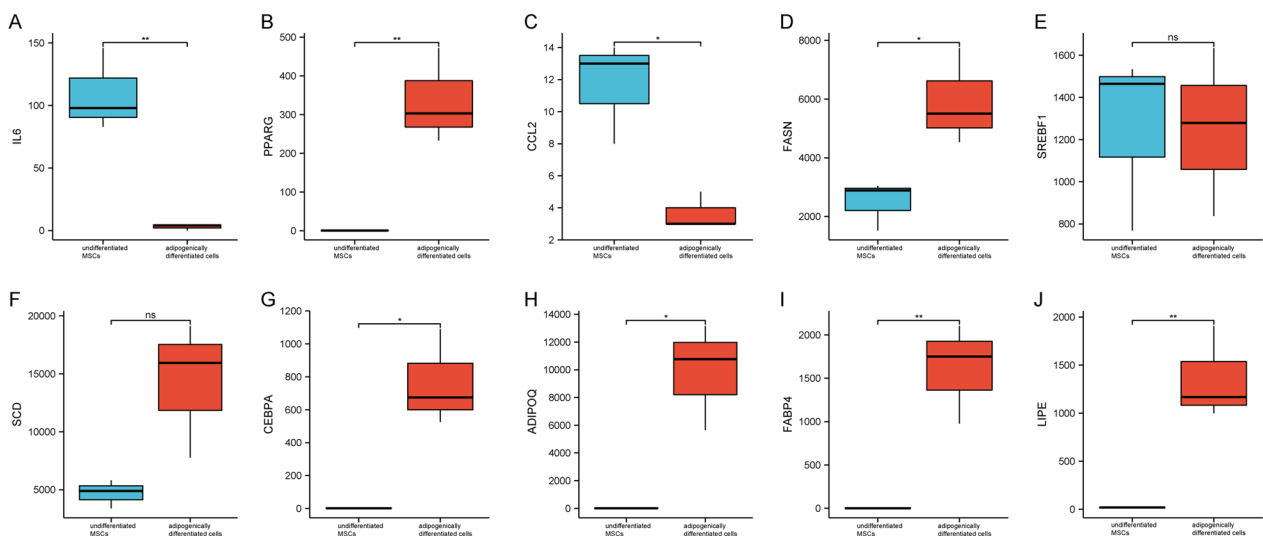 A
IL6
150
100
50
0
**
undifferentiated
MSCs
adipogenically
differentiated cells
B
PPARG
500
400
300
200
100
0
**
undifferentiated
MSCs
adipogenically
differentiated cells
C
CCL2
14
12
10
8
6
4
2
*
undifferentiated
MSCs
adipogenically
differentiated cells
D
FASN
8000
6000
4000
2000
*
undifferentiated
MSCs
adipogenically
differentiated cells
E
SREBF1
1600
1400
1200
1000
800
ns
undifferentiated
MSCs
adipogenically
differentiated cells
F
SCD
20000
15000
10000
5000
ns
undifferentiated
MSCs
adipogenically
differentiated cells
G
CEBPA
1200
1000
800
600
400
200
0
*
undifferentiated
MSCs
adipogenically
differentiated cells
H
ADIPOQ
14000
12000
10000
8000
6000
4000
2000
0
*
undifferentiated
MSCs
adipogenically
differentiated cells
I
FABP4
2000
1500
1000
500
0
**
undifferentiated
MSCs
adipogenically
differentiated cells
J
LIPE
2000
1500
1000
500
0
**
undifferentiated
MSCs
adipogenically
differentiated cells